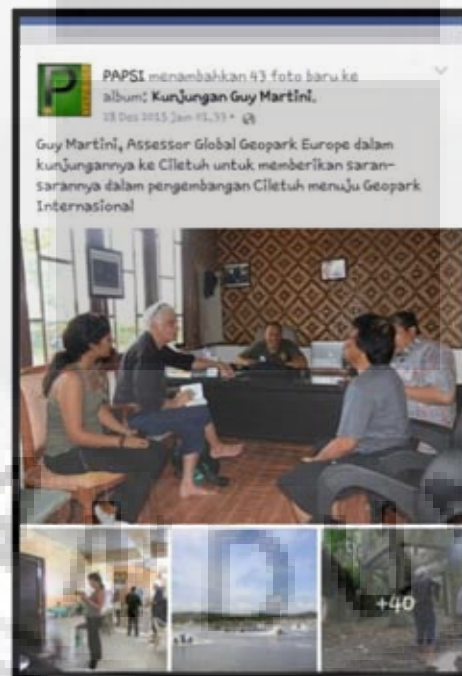 PAPSI menambahkan 43 foto baru ke
album: Kunjungan Guy Martini.
Guy Martini, Assessor Global Geopark Europe dalam
kunjungannya ke Ciletuh untuk memberikan saran-
sarannya dalam pengembangan Ciletuh menuju Geopark
Internasional
+40